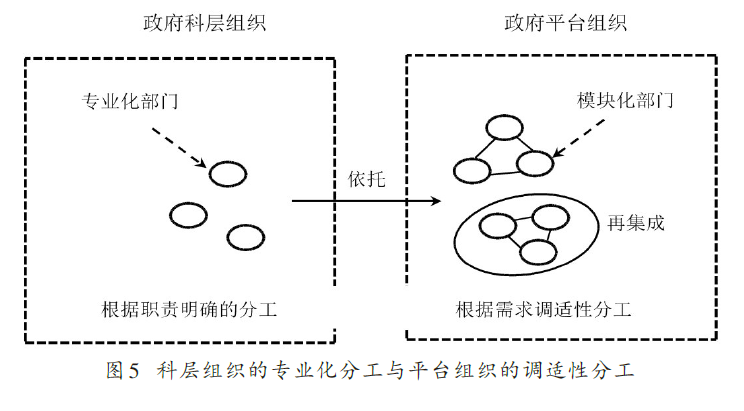 政府科层组织
政府平台组织
专业化部门
模块化部门
依托
再集成
根据职责明确的分工
根据需求调适性分工
图5 科层组织的专业化分工与平台组织的调适性分工